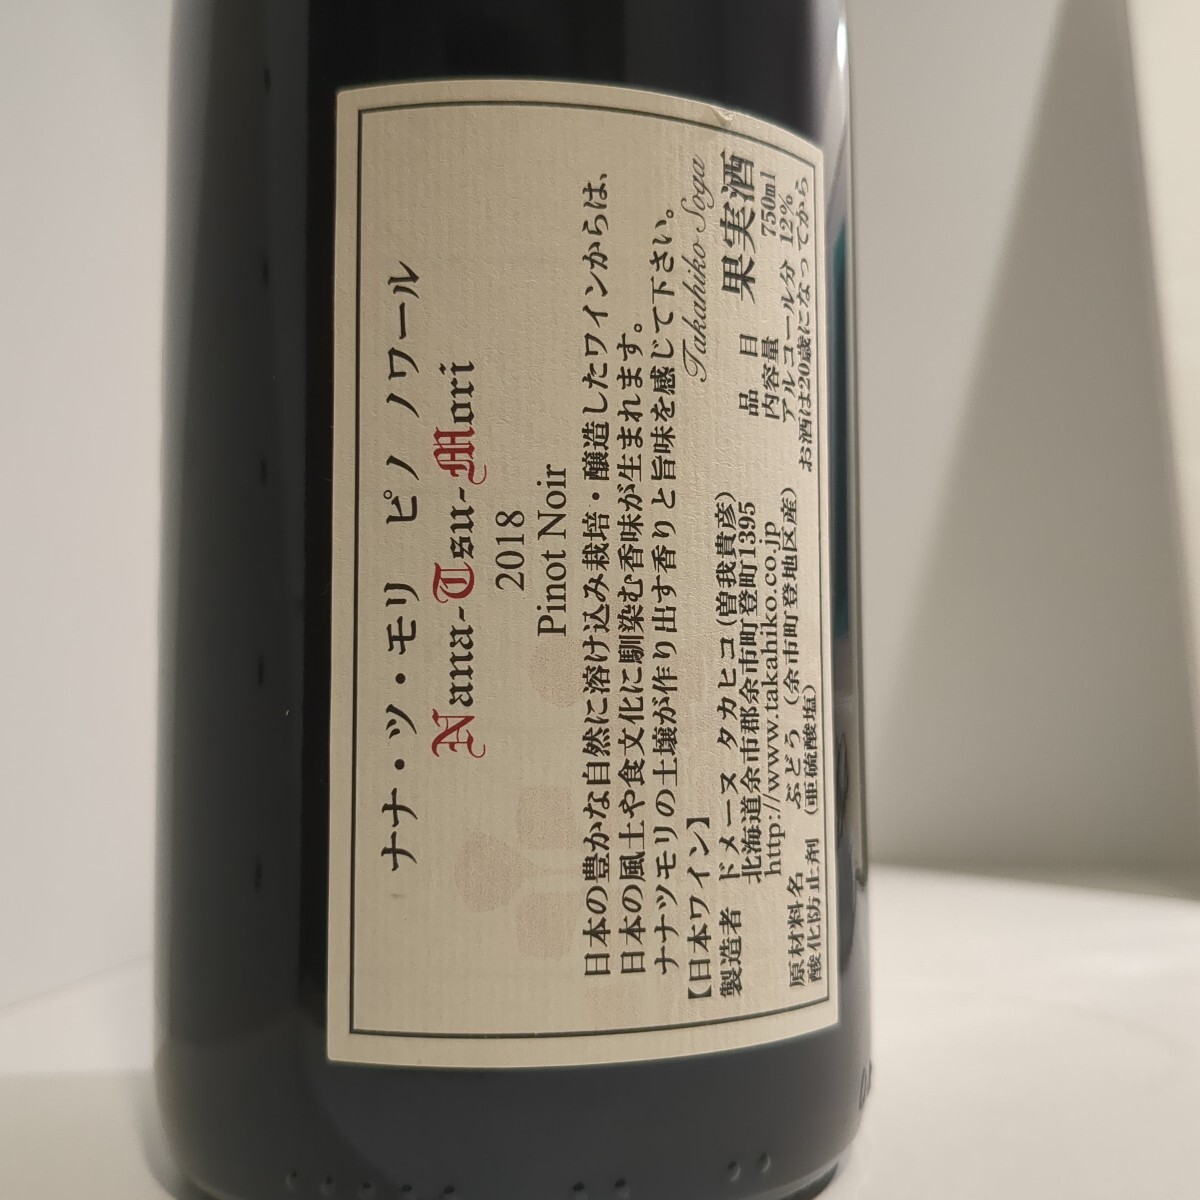 ナナ・ツ・モリ ピノ ノワール
Nana-Tsu-Mori
2018
Pinot Noir
日本の豊かな自然に溶け込み栽培・醸造したワインからは、
日本の風土や食文化に馴染む香味が生まれます。
ナナツモリの土壌が作り出す香りと旨味を感じて下さい。
Takahiko Soga
【日本ワイン】
製造者 ドメーヌ タカヒコ(曽我貴彦)
北海道余市郡余市町登町1395
http://www.takahiko.co.jp
原材料名 ぶどう (余市町登地区産)
酸化防止剤 (亜硫酸塩)
品目 果実酒
内容量 750ml
アルコール分 12%
お酒は20歳になってから